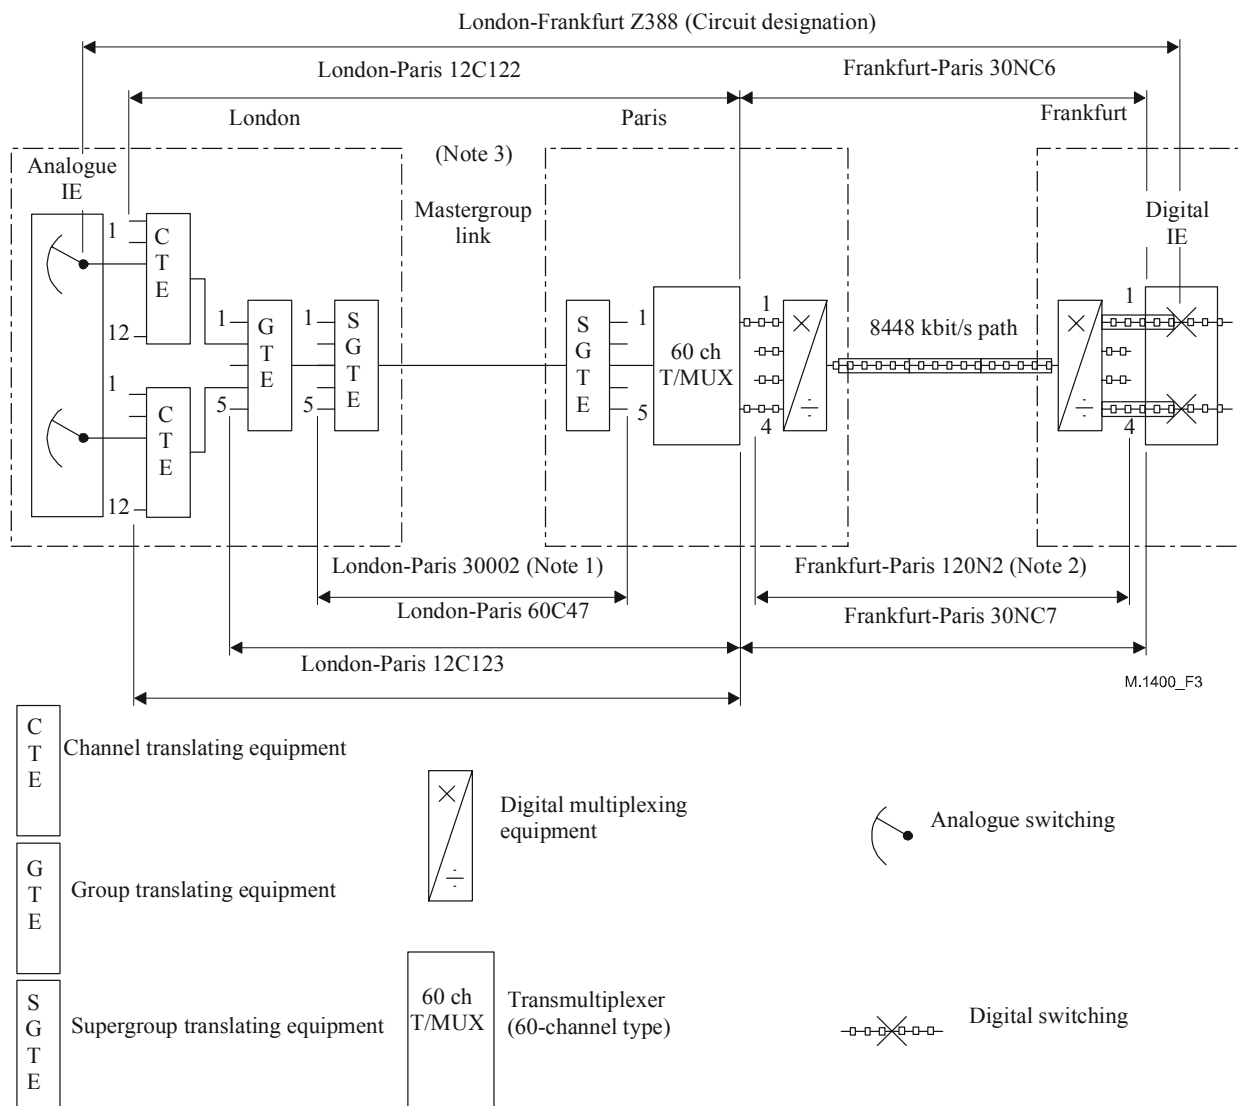 London-Frankfurt Z388 (Circuit designation)
London-Paris 12C122
Frankfurt-Paris 30NC6
London
Paris
Frankfurt
(Note 3)
Analogue
IE
Mastergroup
link
Digital
IE
1
12
C
T
E
1
12
C
T
E
1
5
G
T
E
1
5
S
G
T
E
S
G
T
E
1
5
60 ch
T/MUX
1
4
×
÷
8448 kbit/s path
×
÷
1
4
London-Paris 30002 (Note 1)
Frankfurt-Paris 120N2 (Note 2)
London-Paris 60C47
Frankfurt-Paris 30NC7
London-Paris 12C123
M.1400_F3
C
T
E
Channel translating equipment
G
T
E
Group translating equipment
S
G
T
E
Supergroup translating equipment
×
÷
Digital multiplexing
equipment
60 ch
T/MUX
Transmultiplexer
(60-channel type)
Analogue switching
Digital switching